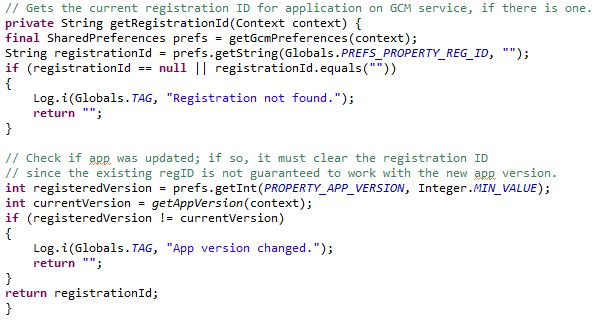 // Gets the current registration ID for application on GCM service, if there is one.
private String getRegistrationId(Context context) {
final SharedPreferences prefs = getGcmPreferences(context);
String registrationId = prefs.getString(Globals.PREFS_PROPERTY_REG_ID, "");
if (registrationId == null || registrationId.equals(""))
{
    Log.i(Globals.TAG, "Registration not found.");
    return "";
}

// Check if app was updated; if so, it must clear the registration ID
// since the existing regID is not guaranteed to work with the new app version.
int registeredVersion = prefs.getInt(PROPERTY_APP_VERSION, Integer.MIN_VALUE);
int currentVersion = getAppVersion(context);
if (registeredVersion != currentVersion)
{
    Log.i(Globals.TAG, "App version changed.");
    return "";
}
return registrationId;
}